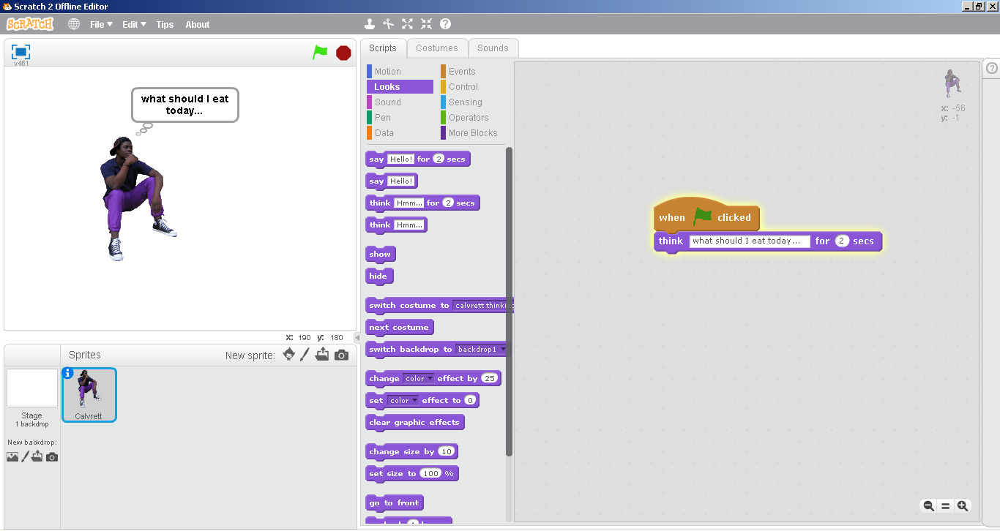 Scratch 2 Offline Editor
SCRATCH File Edit Tips About
v461
what should I eat
today...
x: 190 y: 180
Sprites New sprite:
Stage
1 backdrop
New backdrop:
Calvrett
Scripts Costumes Sounds
Motion Events
Looks Control
Sound Sensing
Pen Operators
Data More Blocks
say Hello! for 2 secs
say Hello!
think Hmm... for 2 secs
think Hmm...
show
hide
switch costume to calvrett thinking
next costume
switch backdrop to backdrop1
change color effect by 25
set color effect to 0
clear graphic effects
change size by 10
set size to 100 %
go to front
x: -56
y: -1
when clicked
think what should I eat today... for 2 secs